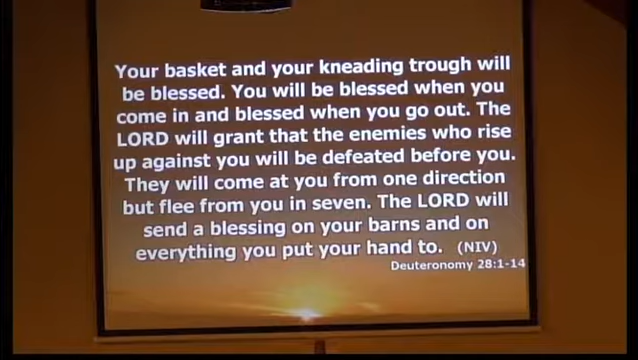 Your basket and your kneading trough will
be blessed. You will be blessed when you
come in and blessed when you go out. The
LORD will grant that the enemies who rise
up against you will be defeated before you.
They will come at you from one direction
but flee from you in seven. The LORD will
send a blessing on your barns and on
everything you put your hand to. (NIV)
Deuteronomy 28:1-14